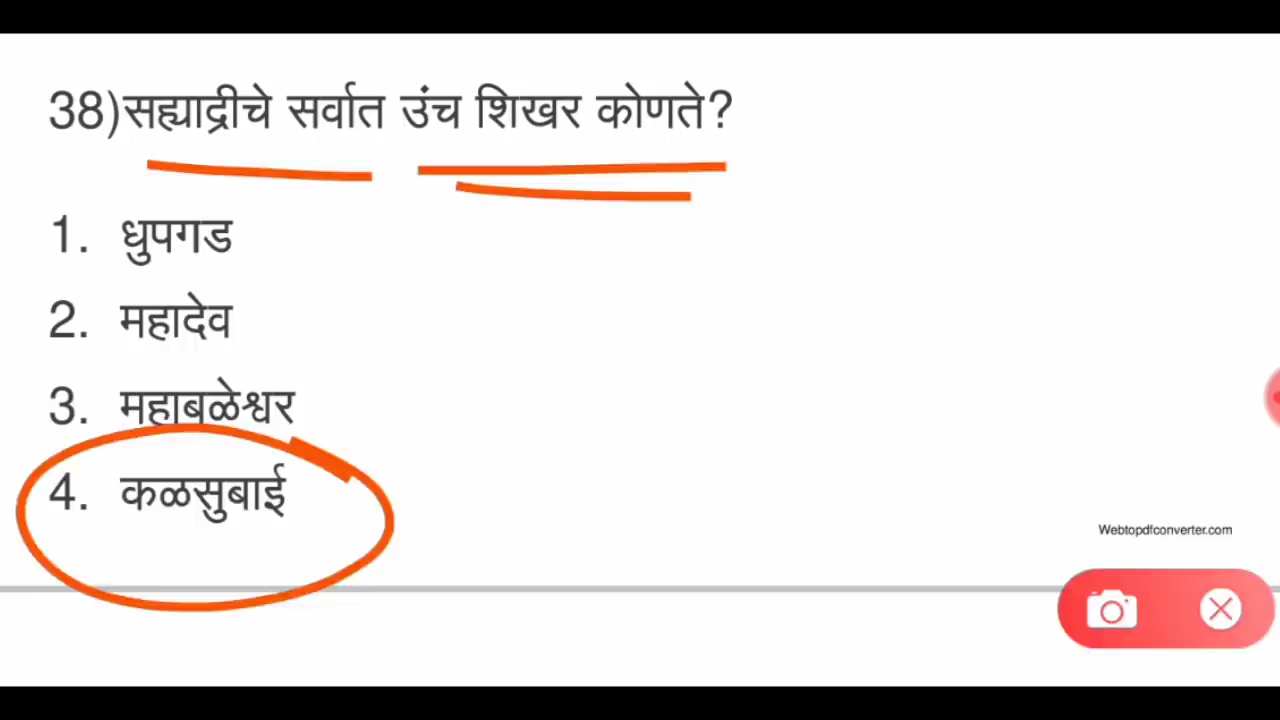 38)सह्याद्रीचे सर्वात उंच शिखर कोणते?
1. धुपगड
2. महादेव
3. महाबळेश्वर
4. कळसुबाई
Webtopdfconverter.com